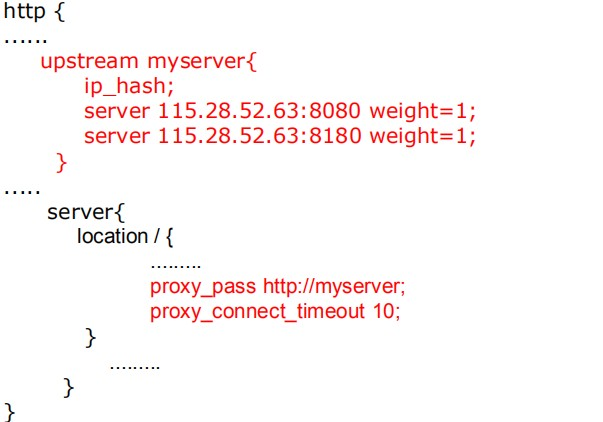 http {
......
upstream myserver{
ip_hash;
server 115.28.52.63:8080 weight=1;
server 115.28.52.63:8180 weight=1;
}
.....
server{
location / {
.........
proxy_pass http://myserver;
proxy_connect_timeout 10;
}
.........
}
}